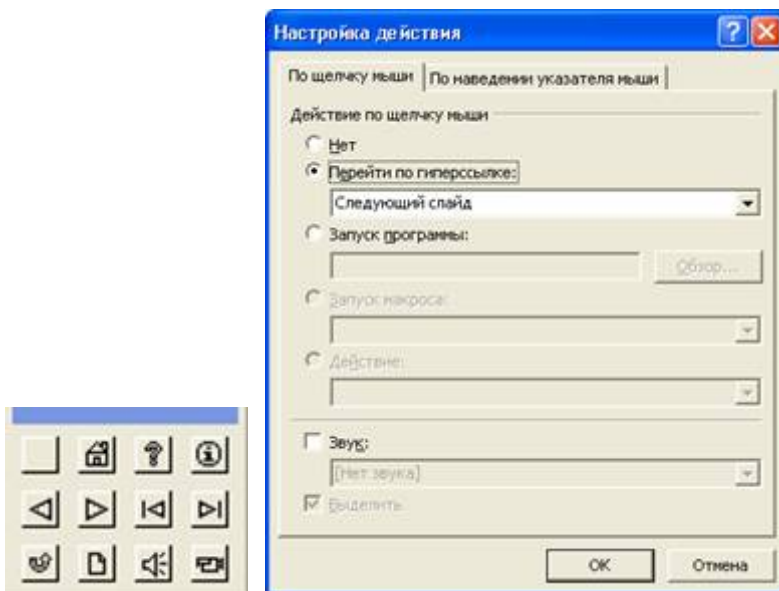 Настройка действия
По щелчку мыши По наведении указателя мыши
Действие по щелчку мыши
Нет
Перейти по гиперссылке:
Следующий слайд
Запуск программы:
Обзор...
Запуск макроса:
Действие:
Звук:
[Нет звука]
Выделить
ОК Отмена